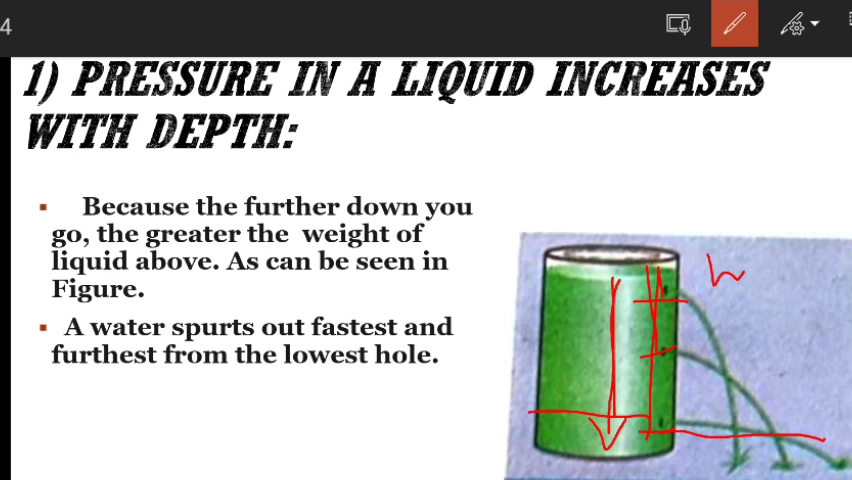 4
1) PRESSURE IN A LIQUID INCREASES
WITH DEPTH:
▪ Because the further down you
go, the greater the weight of
liquid above. As can be seen in
Figure.
▪ A water spurts out fastest and
furthest from the lowest hole.
h